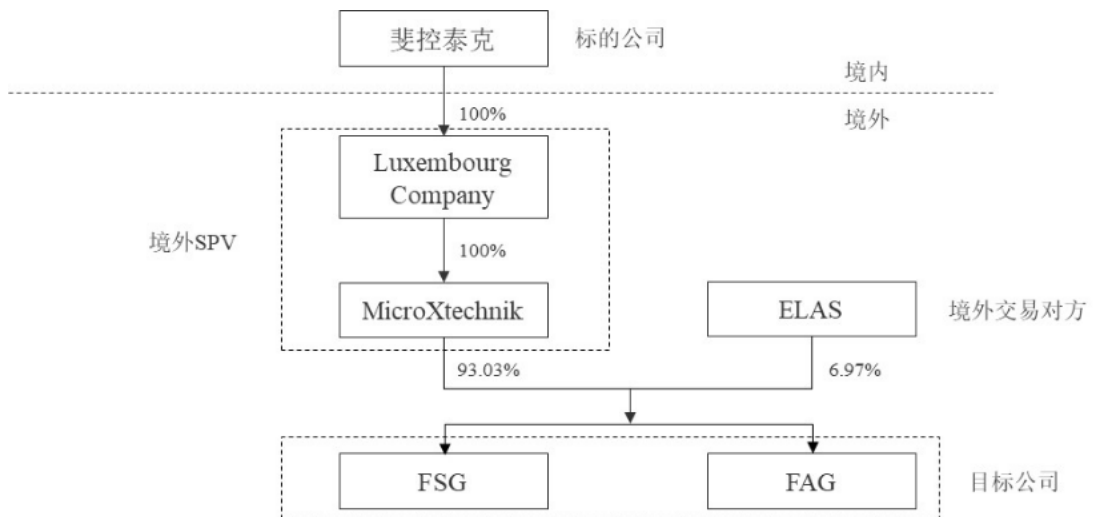 斐控泰克
标的公司
境内
境外
100%
Luxembourg
Company
境外SPV
100%
MicroXtechnik
ELAS
境外交易对方
93.03%
6.97%
FSG
FAG
目标公司